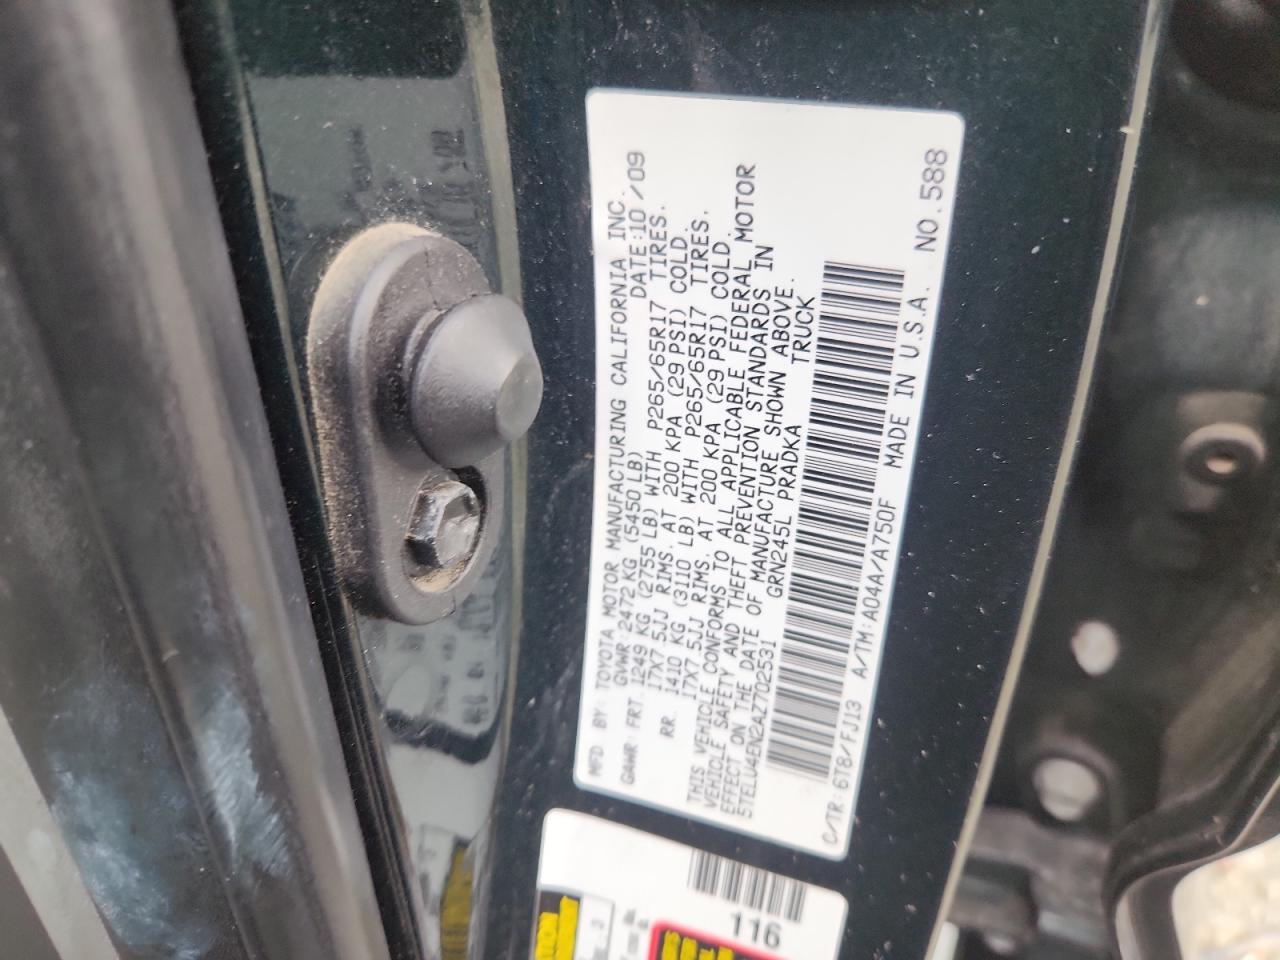 MFD. BY: TOYOTA MOTOR MANUFACTURING CALIFORNIA INC.
GVWR: 2472 KG (5450 LB) DATE: 10/09
GAWR: FRT. 1249 KG (2755 LB) WITH P265/65R17 TIRES.
17X7.5JJ RIMS. AT 200 KPA (29 PSI) COLD.
RR. 1410 KG (3110 LB) WITH P265/65R17 TIRES.
17X7.5JJ RIMS. AT 200 KPA (29 PSI) COLD.
THIS VEHICLE CONFORMS TO ALL APPLICABLE FEDERAL MOTOR
VEHICLE SAFETY AND THEFT PREVENTION STANDARDS IN
EFFECT ON THE DATE OF MANUFACTURE SHOWN ABOVE.
5TELU4EN2AZ702531 GRN245L PRADKA TRUCK
C/TR: 6T8/FJ13 A/TM: A04A/A750F MADE IN U.S.A. NO. 588
116